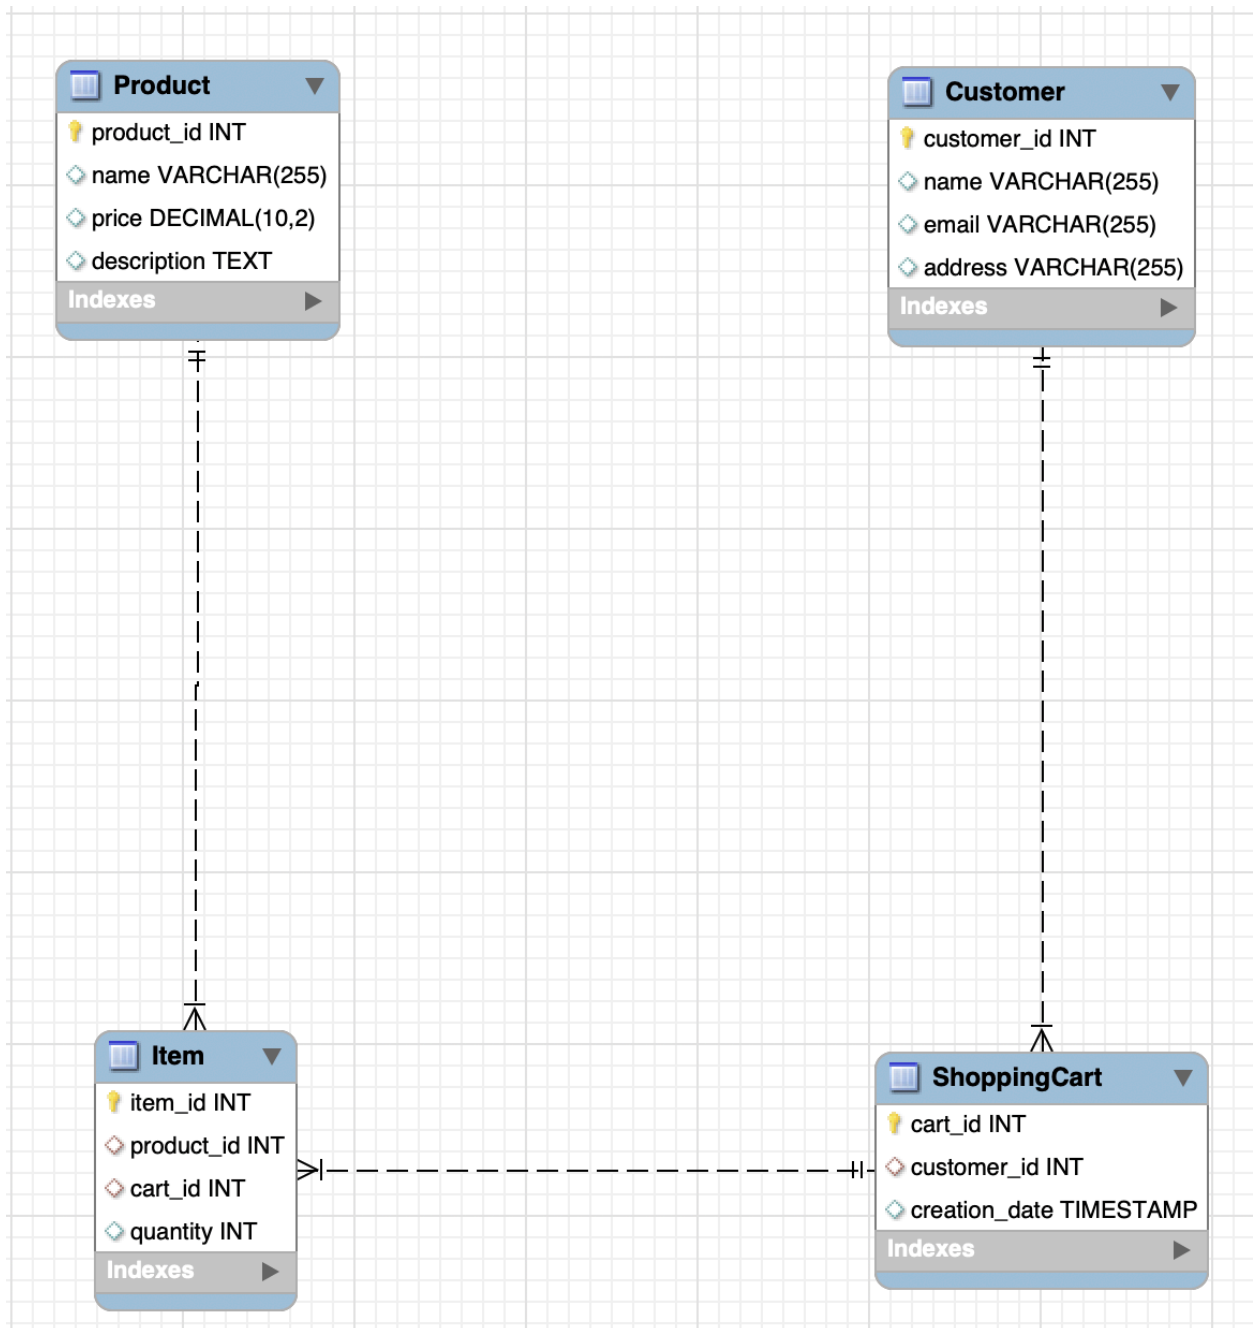 Product
product_id INT
name VARCHAR(255)
price DECIMAL(10,2)
description TEXT
Indexes
Customer
customer_id INT
name VARCHAR(255)
email VARCHAR(255)
address VARCHAR(255)
Indexes
Item
item_id INT
product_id INT
cart_id INT
quantity INT
Indexes
ShoppingCart
cart_id INT
customer_id INT
creation_date TIMESTAMP
Indexes